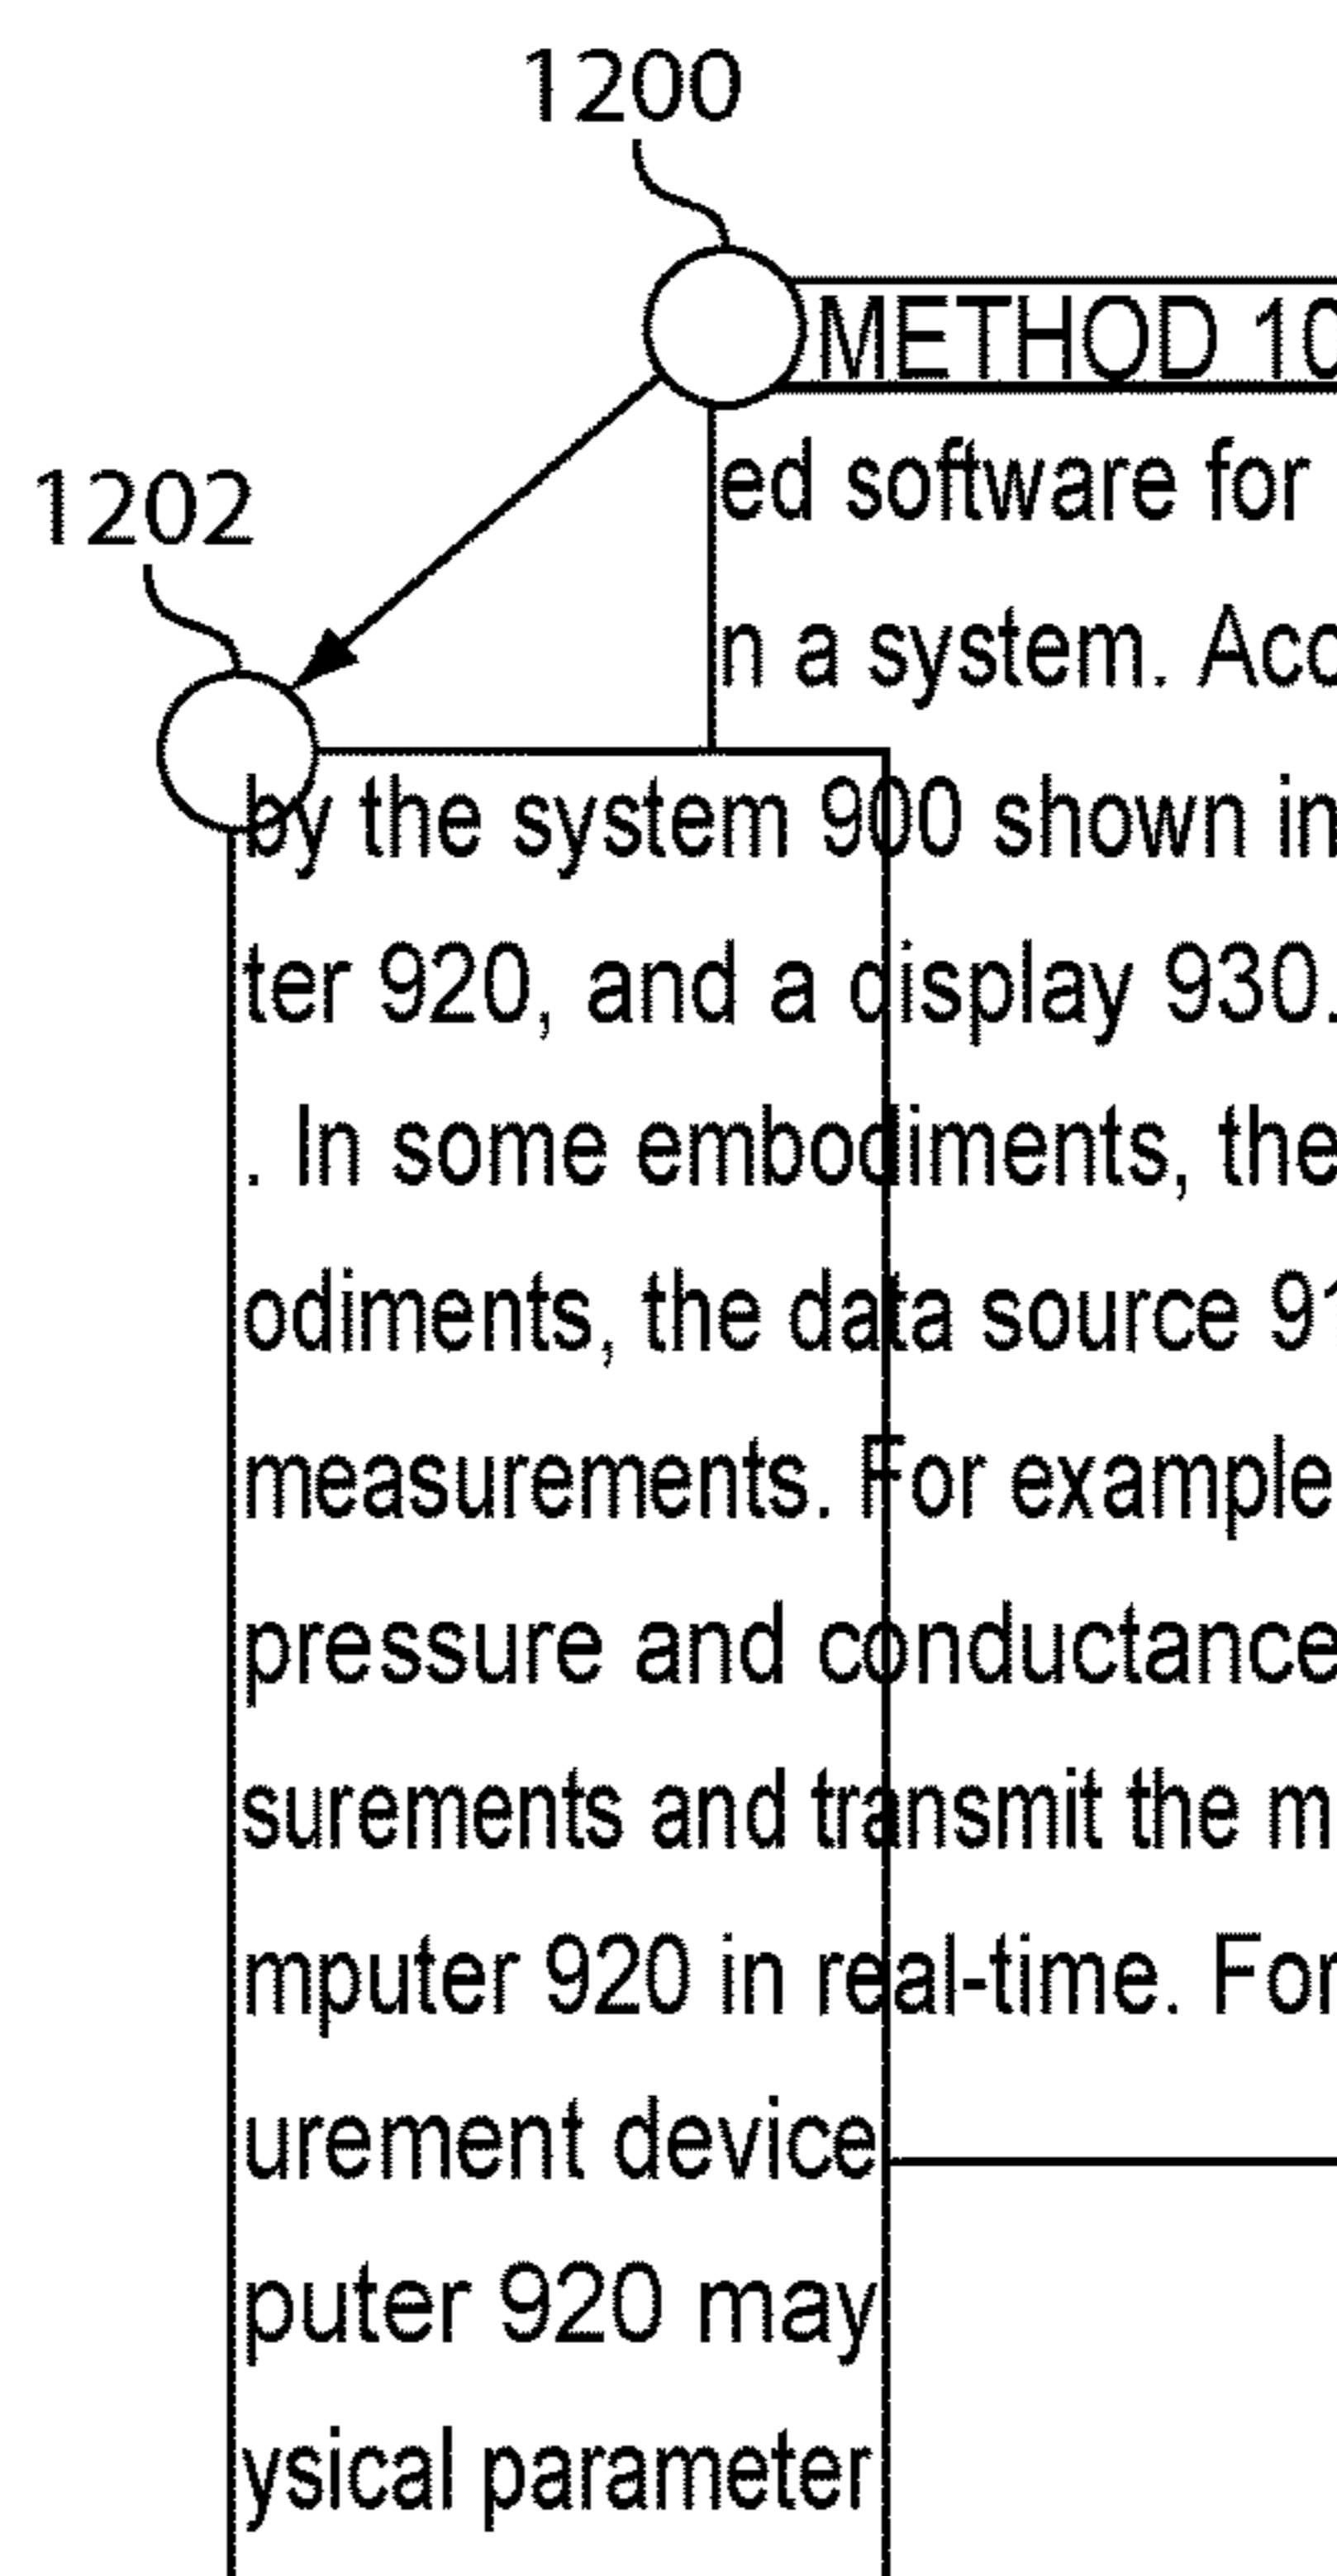 1200
METHOD 10
1202
ed software for
n a system. Acc
by the system 900 shown in
ter 920, and a display 930.
. In some embodiments, the
odiments, the data source 91
measurements. For example
pressure and conductance
surements and transmit the m
mputer 920 in real-time. For
urement device
puter 920 may
ysical parameter